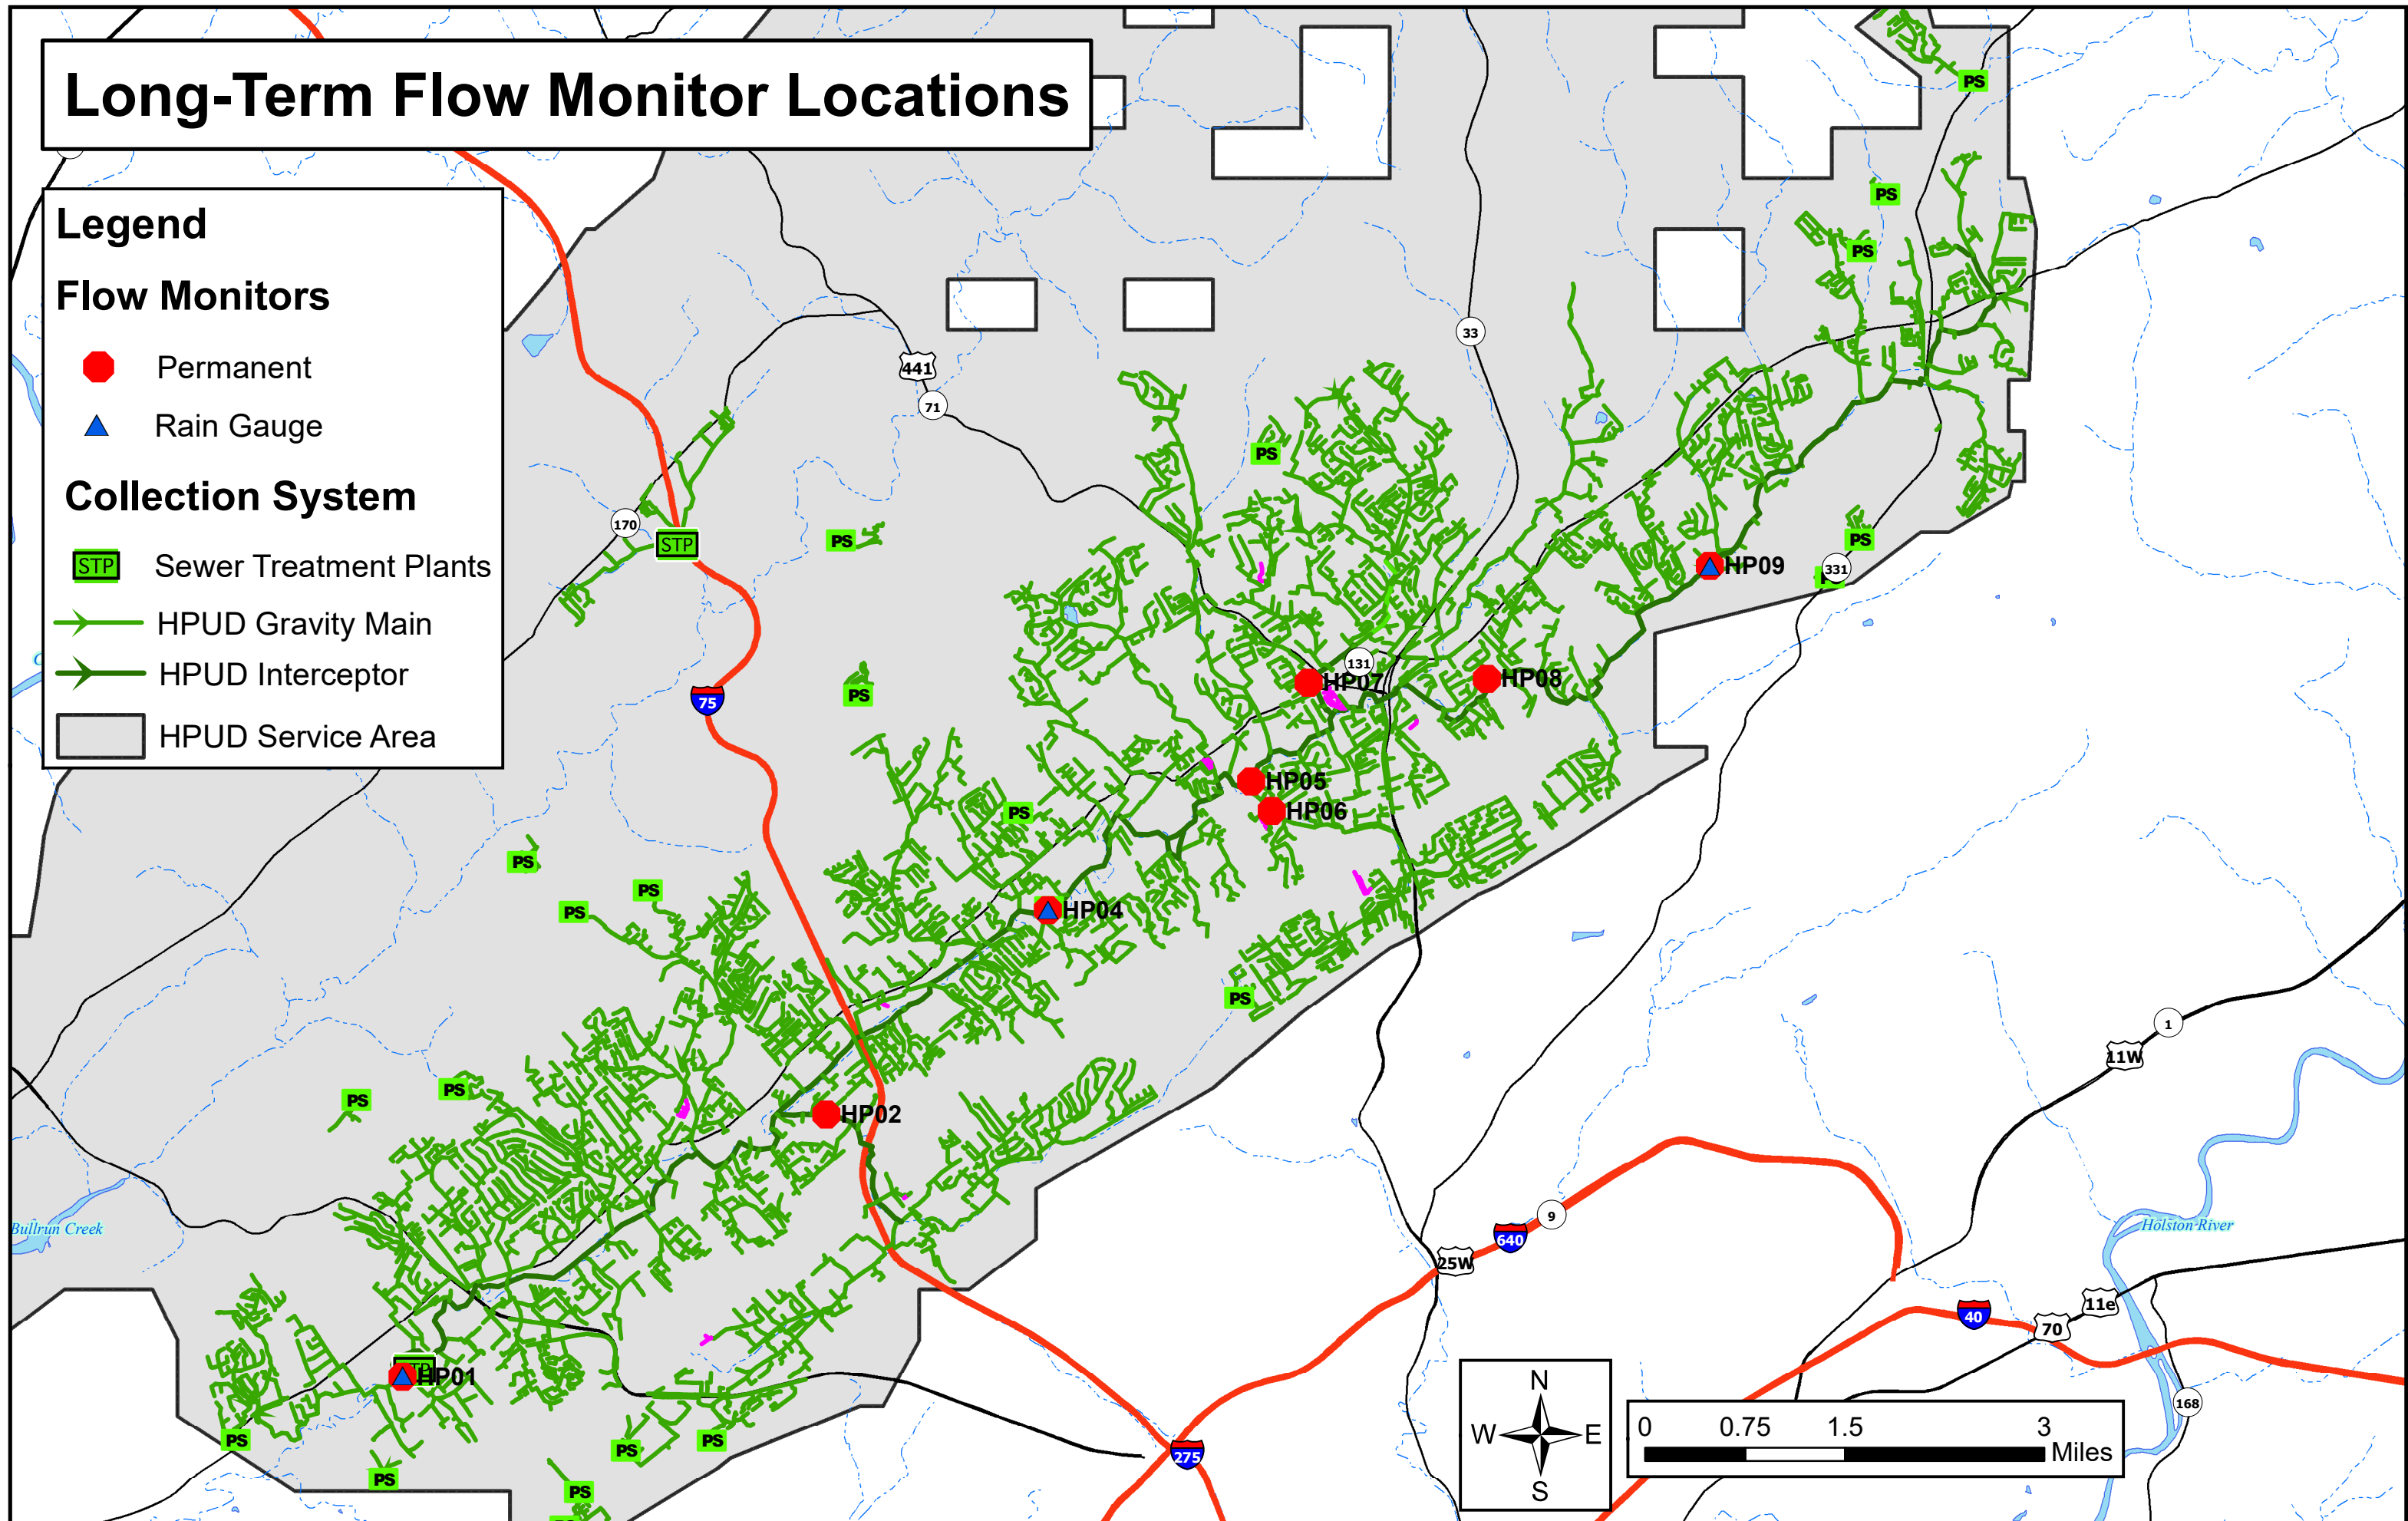 Long-Term Flow Monitor Locations
Legend
Flow Monitors
Permanent
Rain Gauge
Collection System
STP Sewer Treatment Plants
HPUD Gravity Main
HPUD Interceptor
HPUD Service Area
PS
PS
PS
33
441
71
PS
170
STP
PS
PS
HP09
331
131
HP07
HP08
PS
75
HP05
HP06
PS
PS
PS
PS
HP04
PS
1
11W
PS
PS
HP02
Bullrun Creek
Holston River
9
640
25W
40
11e
70
STP
HP01
168
PS
PS
PS
PS
PS
275
N
W E
S
0 0.75 1.5 3
Miles